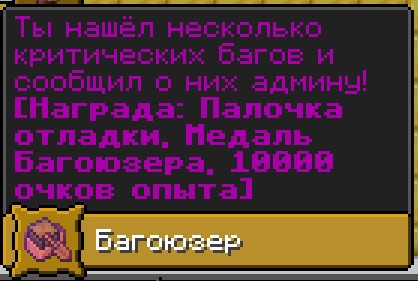 Ты нашёл несколько
критических багов и
сообщил о них админу!
[Награда: Палочка
отладки, Медаль
Багоюзера, 10000
очков опыта]
Багоюзер